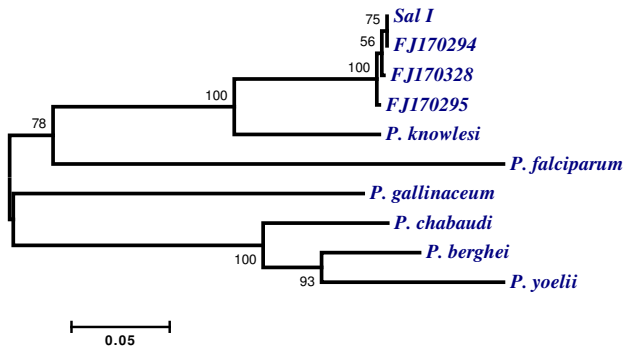 75
Sal I
56
FJ170294
100
FJ170328
100
FJ170295
78
P. knowlesi
P. falciparum
P. gallinaceum
P. chabaudi
100
P. berghei
93
P. yoelii
0.05